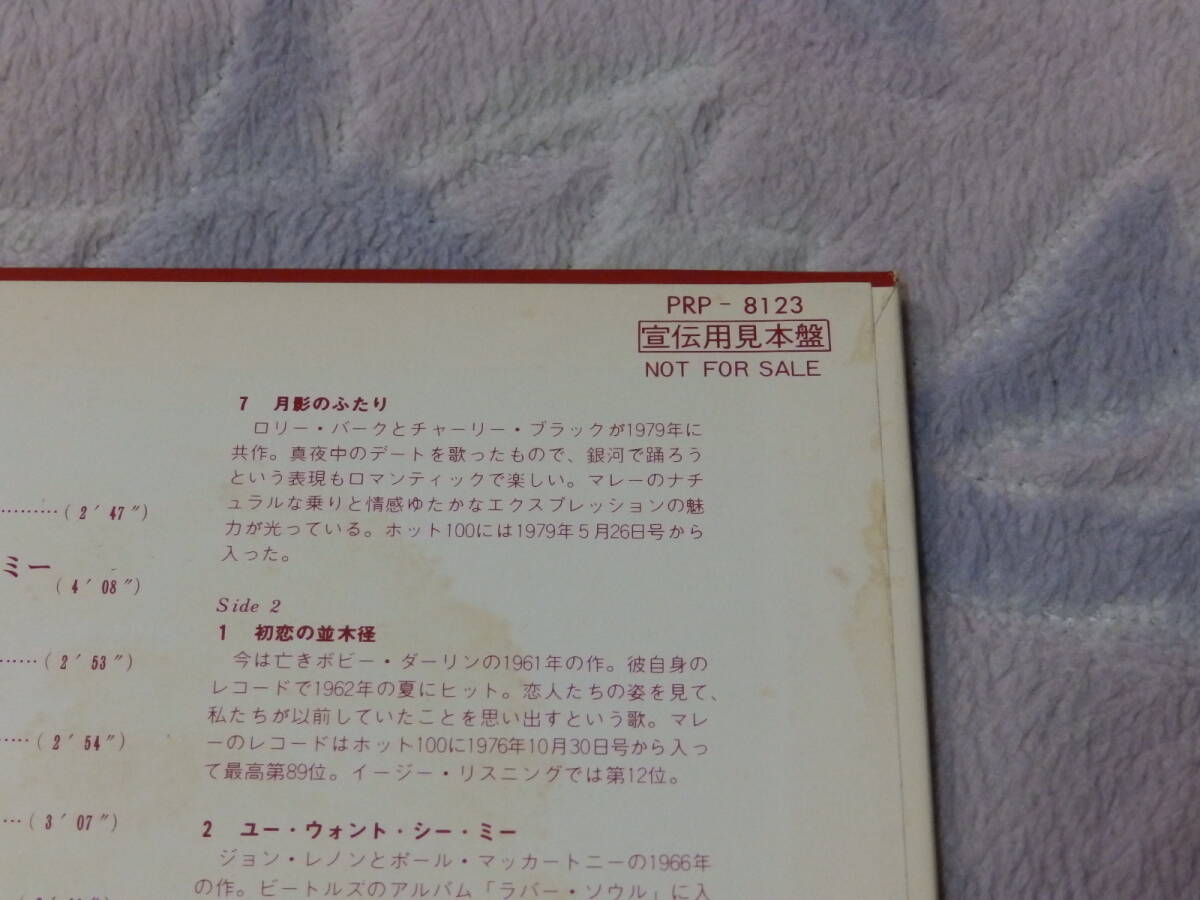 PRP - 8123
宣伝用見本盤
NOT FOR SALE
7 月影のふたり
ロリー・バークとチャーリー・ブラックが1979年に
共作。真夜中のデートを歌ったもので、銀河で踊ろう
という表現もロマンティックで楽しい。マレーのナチ
ュラルな乗りと情感ゆたかなエクスプレッションの魅
力が光っている。ホット100には1979年5月26日号から
入った。
Side 2
1 初恋の並木径
今は亡きボビー・ダーリンの1961年の作。彼自身の
レコードで1962年の夏にヒット。恋人たちの姿を見て、
私たちが以前していたことを思い出すという歌。マレ
ーのレコードはホット100に1976年10月30日号から入っ
て最高第89位。イージー・リスニングでは第12位。
2 ユー・ウォント・シー・ミー
ジョン・レノンとポール・マッカートニーの1966年
の作。ビートルズのアルバム「ラバー・ソウル」に入
………(2′47″)
ミー
(4′08″)
……(2′53″)
……(2′54″)
…(3′07″)